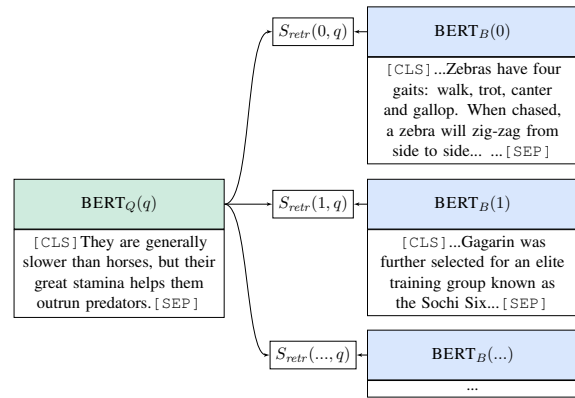 S_retr(0, q)
BERT_B(0)
[CLS]...Zebras have four
gaits: walk, trot, canter
and gallop. When chased,
a zebra will zig-zag from
side to side... ...[SEP]
BERT_Q(q)
[CLS]They are generally
slower than horses, but their
great stamina helps them
outrun predators.[SEP]
S_retr(1, q)
BERT_B(1)
[CLS]...Gagarin was
further selected for an elite
training group known as
the Sochi Six...[SEP]
S_retr(..., q)
BERT_B(...)
...